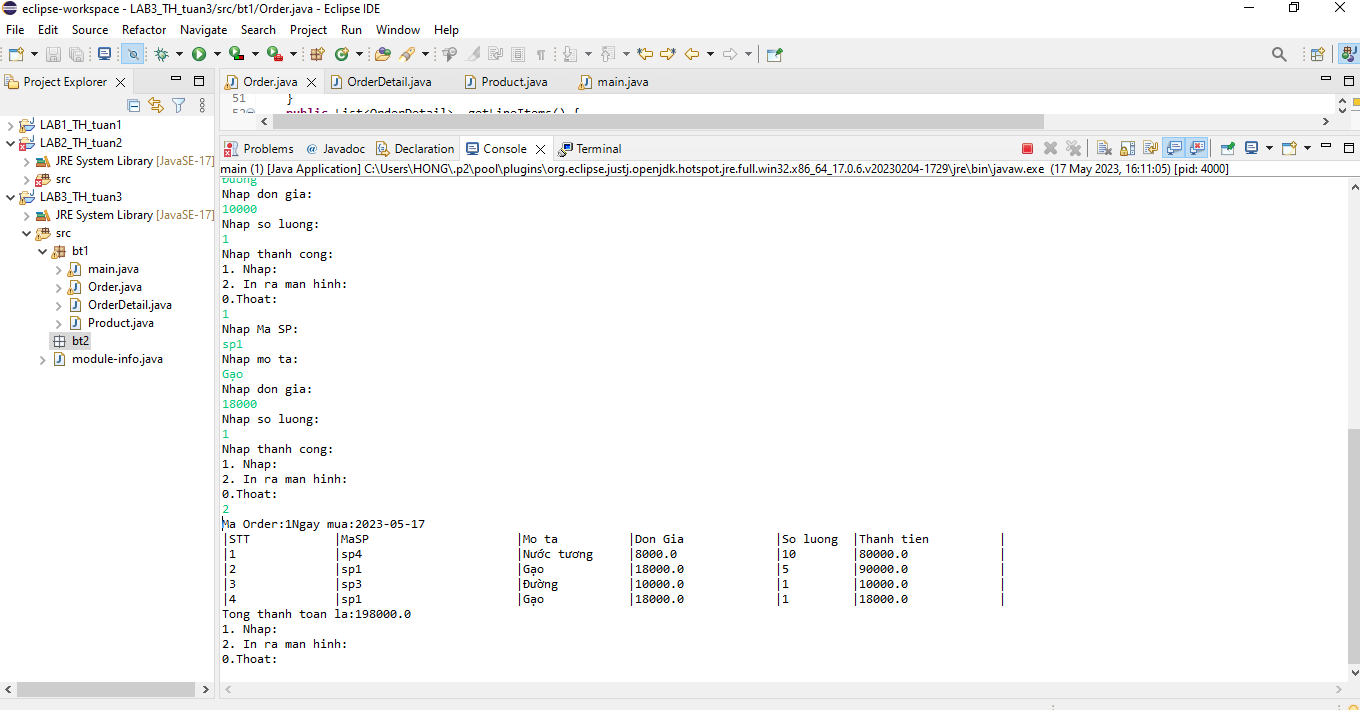 eclipse-workspace - LAB3_TH_tuan3/src/bt1/Order.java - Eclipse IDE
File Edit Source Refactor Navigate Search Project Run Window Help
Project Explorer
LAB1_TH_tuan1
LAB2_TH_tuan2
JRE System Library [JavaSE-17]
src
LAB3_TH_tuan3
JRE System Library [JavaSE-17]
src
bt1
main.java
Order.java
OrderDetail.java
Product.java
bt2
module-info.java
Order.java OrderDetail.java Product.java main.java
51 }
52 public List<OrderDetail> getLineItems() {
Problems @ Javadoc Declaration Console Terminal
main (1) [Java Application] C:\Users\HONG\.p2\pool\plugins\org.eclipse.justj.openjdk.hotspot.jre.full.win32.x86_64_17.0.6.v20230204-1729\jre\bin\javaw.exe (17 May 2023, 16:11:05) [pid: 4000]
Đường
Nhap don gia:
10000
Nhap so luong:
1
Nhap thanh cong:
1. Nhap:
2. In ra man hinh:
0.Thoat:
1
Nhap Ma SP:
sp1
Nhap mo ta:
Gạo
Nhap don gia:
18000
Nhap so luong:
1
Nhap thanh cong:
1. Nhap:
2. In ra man hinh:
0.Thoat:
2
Ma Order:1Ngay mua:2023-05-17
|STT |MaSP |Mo ta |Don Gia |So luong |Thanh tien |
|1 |sp4 |Nước tương |8000.0 |10 |80000.0 |
|2 |sp1 |Gạo |18000.0 |5 |90000.0 |
|3 |sp3 |Đường |10000.0 |1 |10000.0 |
|4 |sp1 |Gạo |18000.0 |1 |18000.0 |
Tong thanh toan la:198000.0
1. Nhap:
2. In ra man hinh:
0.Thoat: